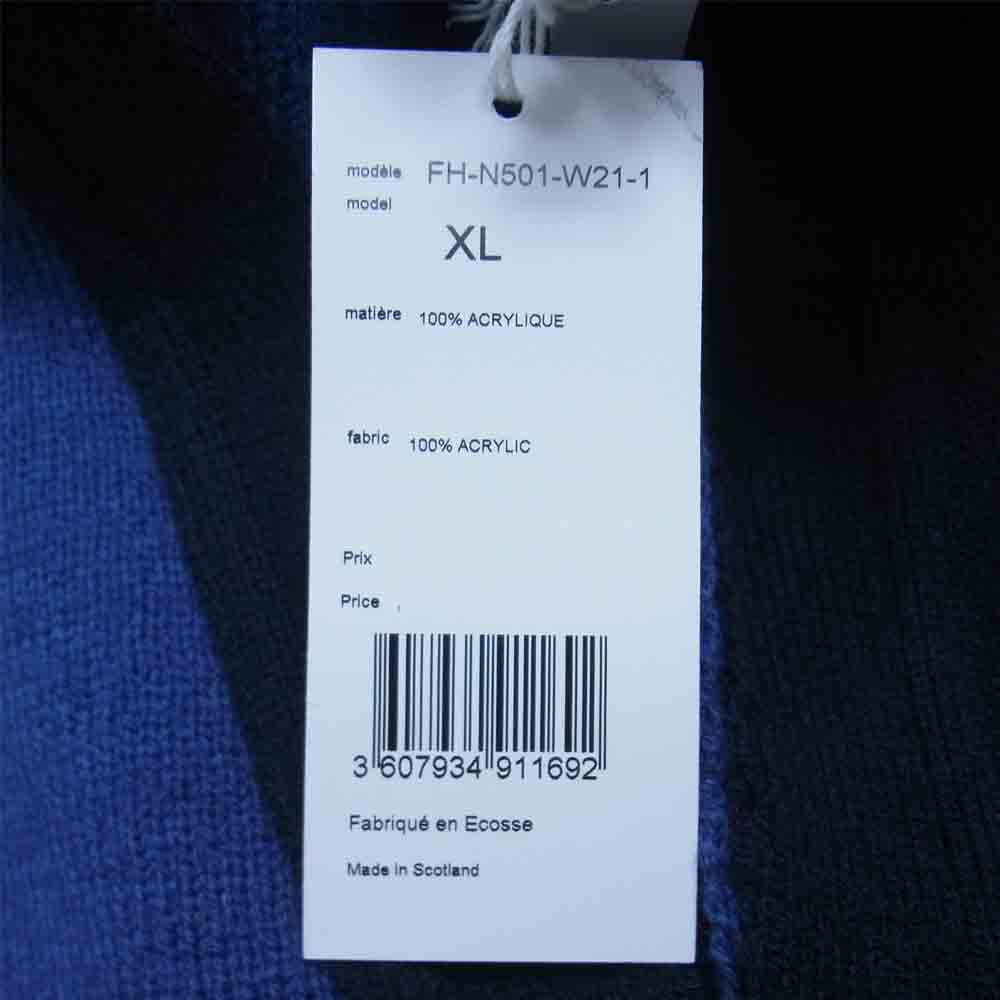 modèle FH-N501-W21-1
model
XL
matière 100% ACRYLIQUE
fabric 100% ACRYLIC
Prix
Price
3 607934 911692
Fabriqué en Ecosse
Made in Scotland